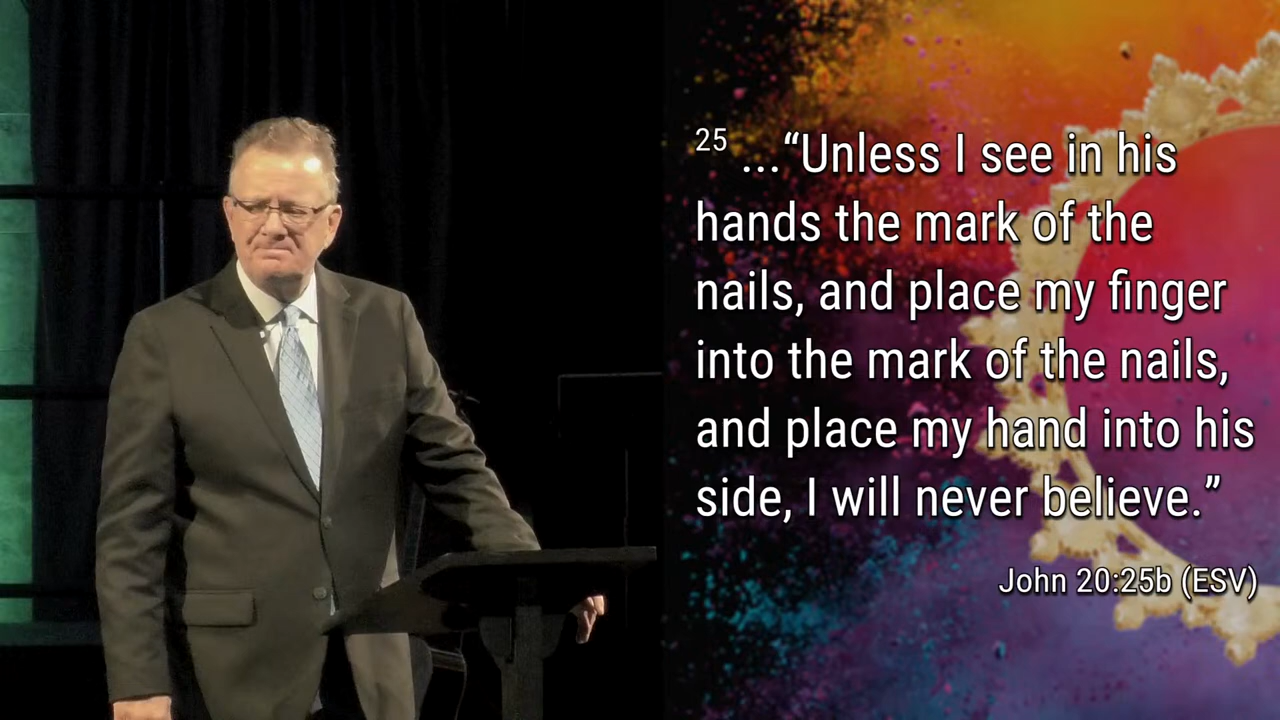 25 ...“Unless I see in his
hands the mark of the
nails, and place my finger
into the mark of the nails,
and place my hand into his
side, I will never believe.”
John 20:25b (ESV)